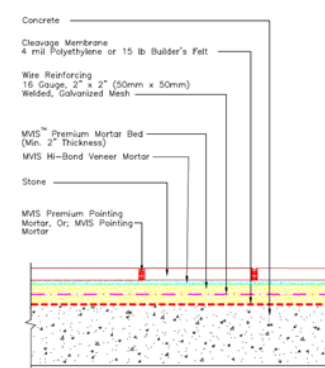 Concrete
Cleavage Membrane
4 mil Polyethylene or 15 lb Builder's Felt
Wire Reinforcing
16 Gauge, 2" x 2" (50mm x 50mm)
Welded, Galvanized Mesh
MVIS™ Premium Mortar Bed
(Min. 2" Thickness)
MVIS Hi-Bond Veneer Mortar
Stone
MVIS Premium Pointing
Mortar, Or; MVIS Pointing
Mortar